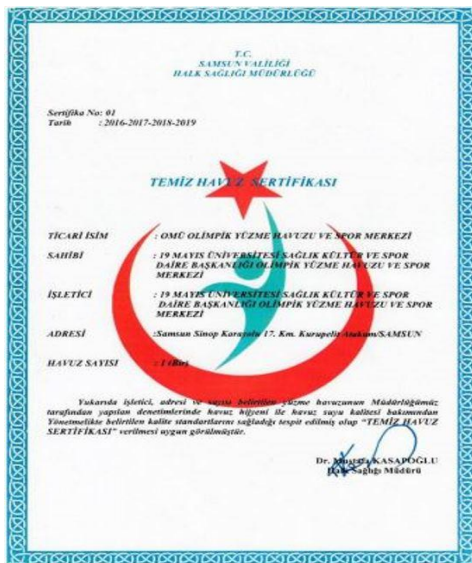 T.C.
SAMSUN VALİLİĞİ
HALK SAĞLIĞI MÜDÜRLÜĞÜ
Sertifika No: 01
Tarih : 2016-2017-2018-2019
TEMİZ HAVUZ SERTİFİKASI
TİCARİ İSİM : OMÜ OLİMPİK YÜZME HAVUZU VE SPOR MERKEZİ
SAHİBİ : 19 MAYIS ÜNİVERSİTESİ SAĞLIK KÜLTÜR VE SPOR
DAİRE BAŞKANLIĞI OLİMPİK YÜZME HAVUZU VE SPOR
MERKEZİ
İŞLETİCİ : 19 MAYIS ÜNİVERSİTESİ SAĞLIK KÜLTÜR VE SPOR
DAİRE BAŞKANLIĞI OLİMPİK YÜZME HAVUZU VE SPOR
MERKEZİ
ADRESİ :Samsun Sinop Karayolu 17. Km. Kurupelit Atakum/SAMSUN
HAVUZ SAYISI : 1 (Bir)
Yukarıda işletici, adresi ve sayısı belirtilen yüzme havuzunun Müdürlüğümüz
tarafından yapılan denetimlerinde havuz hijyeni ile havuz suyu kalitesi bakımından
Yönetmelikte belirtilen kalite standartlarını sağladığı tespit edilmiş olup "TEMİZ HAVUZ
SERTİFİKASI" verilmesi uygun görülmüştür.
Dr. Mustafa KASAPOĞLU
Halk Sağlığı Müdürü